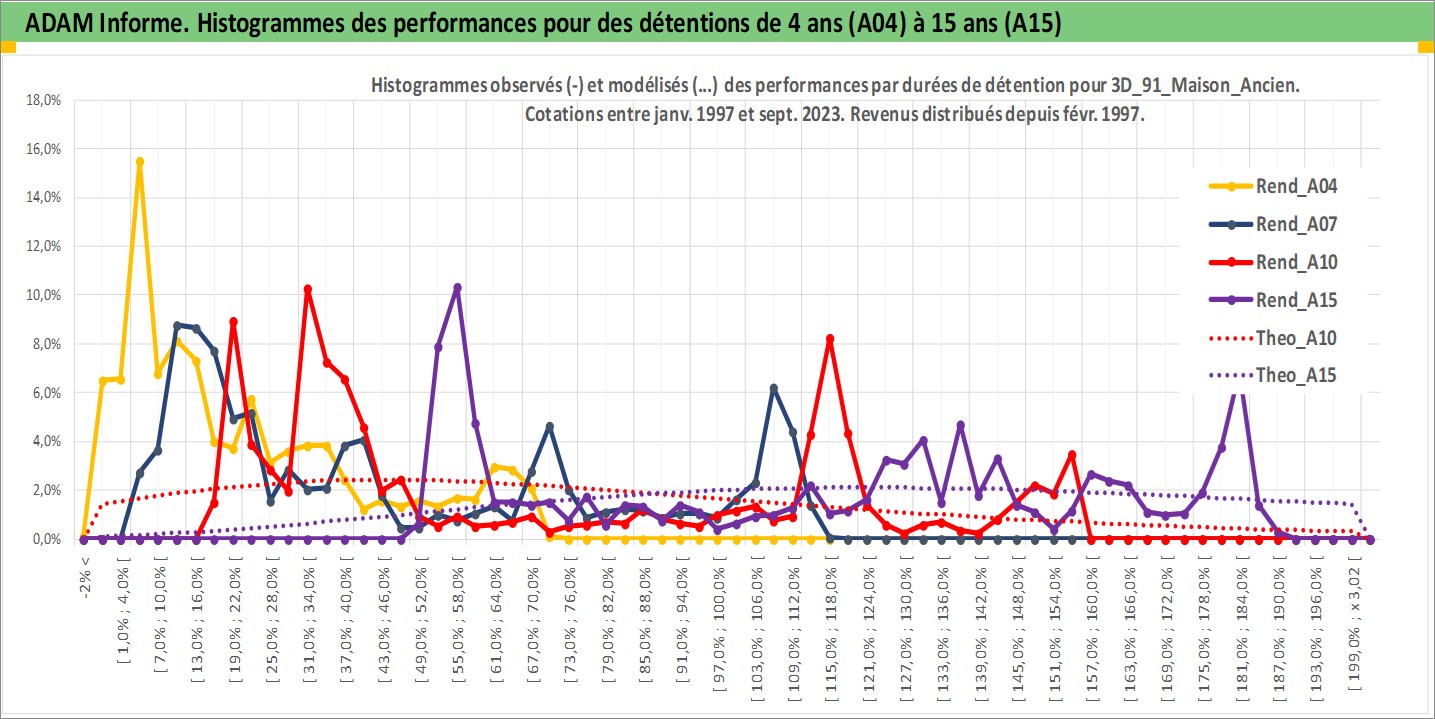 ADAM Informe. Histogrammes des performances pour des détentions de 4 ans (A04) à 15 ans (A15)
Histogrammes observés (-) et modélisés (...) des performances par durées de détention pour 3D_91_Maison_Ancien.
Cotations entre janv. 1997 et sept. 2023. Revenus distribués depuis févr. 1997.
18,0%
16,0%
14,0%
12,0%
10,0%
8,0%
6,0%
4,0%
2,0%
0,0%
Rend_A04
Rend_A07
Rend_A10
Rend_A15
Theo_A10
Theo_A15
-2% <
[ 1,0% ; 4,0% [
[ 7,0% ; 10,0%
[ 13,0% ; 16,0%
[ 19,0% ; 22,0%
[ 25,0% ; 28,0%
[ 31,0% ; 34,0%
[ 37,0% ; 40,0%
[ 43,0% ; 46,0%
[ 49,0% ; 52,0%
[ 55,0% ; 58,0%
[ 61,0% ; 64,0%
[ 67,0% ; 70,0%
[ 73,0% ; 76,0%
[ 79,0% ; 82,0%
[ 85,0% ; 88,0%
[ 91,0% ; 94,0%
[ 97,0% ; 100,0%
[ 103,0% ; 106,0%
[ 109,0% ; 112,0%
[ 115,0% ; 118,0%
[ 121,0% ; 124,0%
[ 127,0% ; 130,0%
[ 133,0% ; 136,0%
[ 139,0% ; 142,0%
[ 145,0% ; 148,0%
[ 151,0% ; 154,0%
[ 157,0% ; 160,0%
[ 163,0% ; 166,0%
[ 169,0% ; 172,0%
[ 175,0% ; 178,0%
[ 181,0% ; 184,0%
[ 187,0% ; 190,0%
[ 193,0% ; 196,0%
[ 199,0% ; x 3,02 [